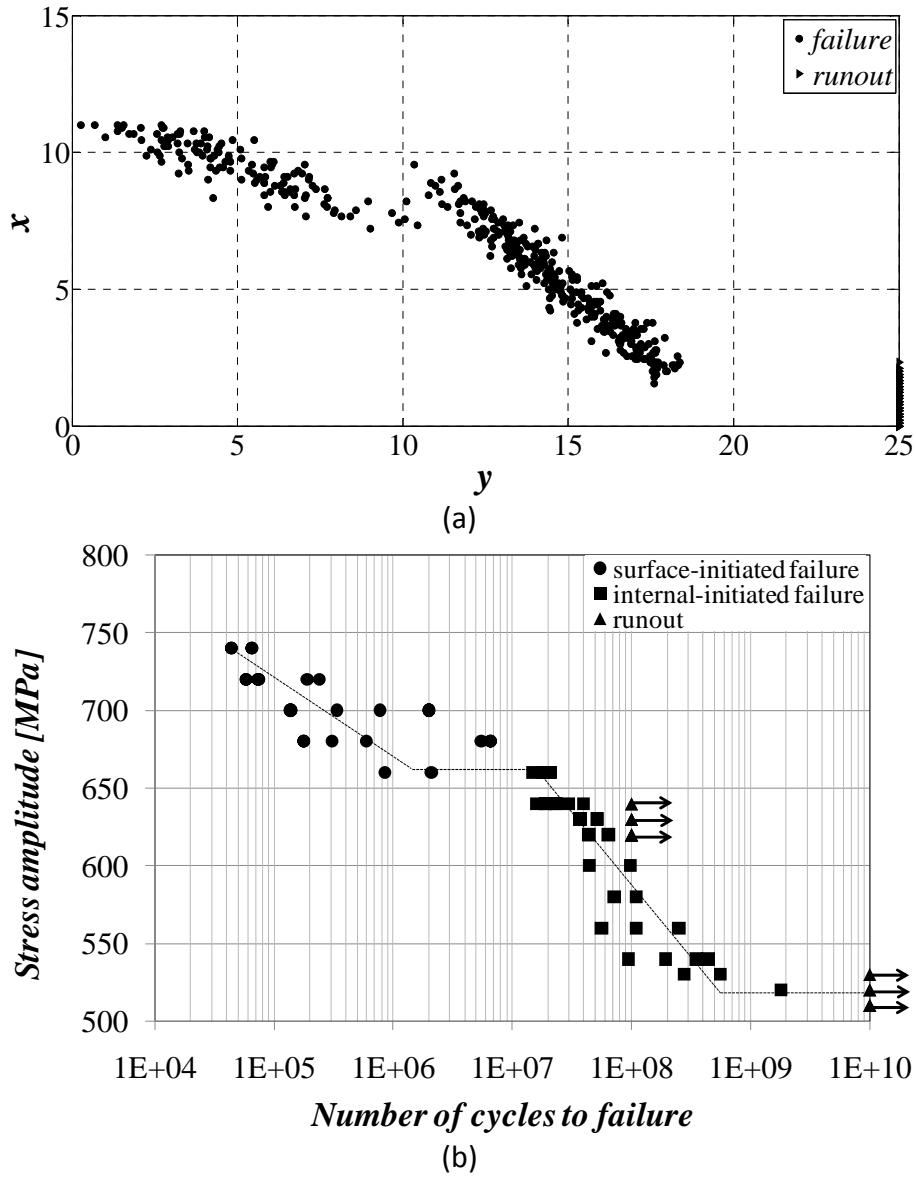 15
failure
runout
10
x
5
0
0 5 10 15 20 25
y
(a)
800
surface-initiated failure
internal-initiated failure
runout
750
700
Stress amplitude [MPa]
650
600
550
500
1E+04 1E+05 1E+06 1E+07 1E+08 1E+09 1E+10
Number of cycles to failure
(b)